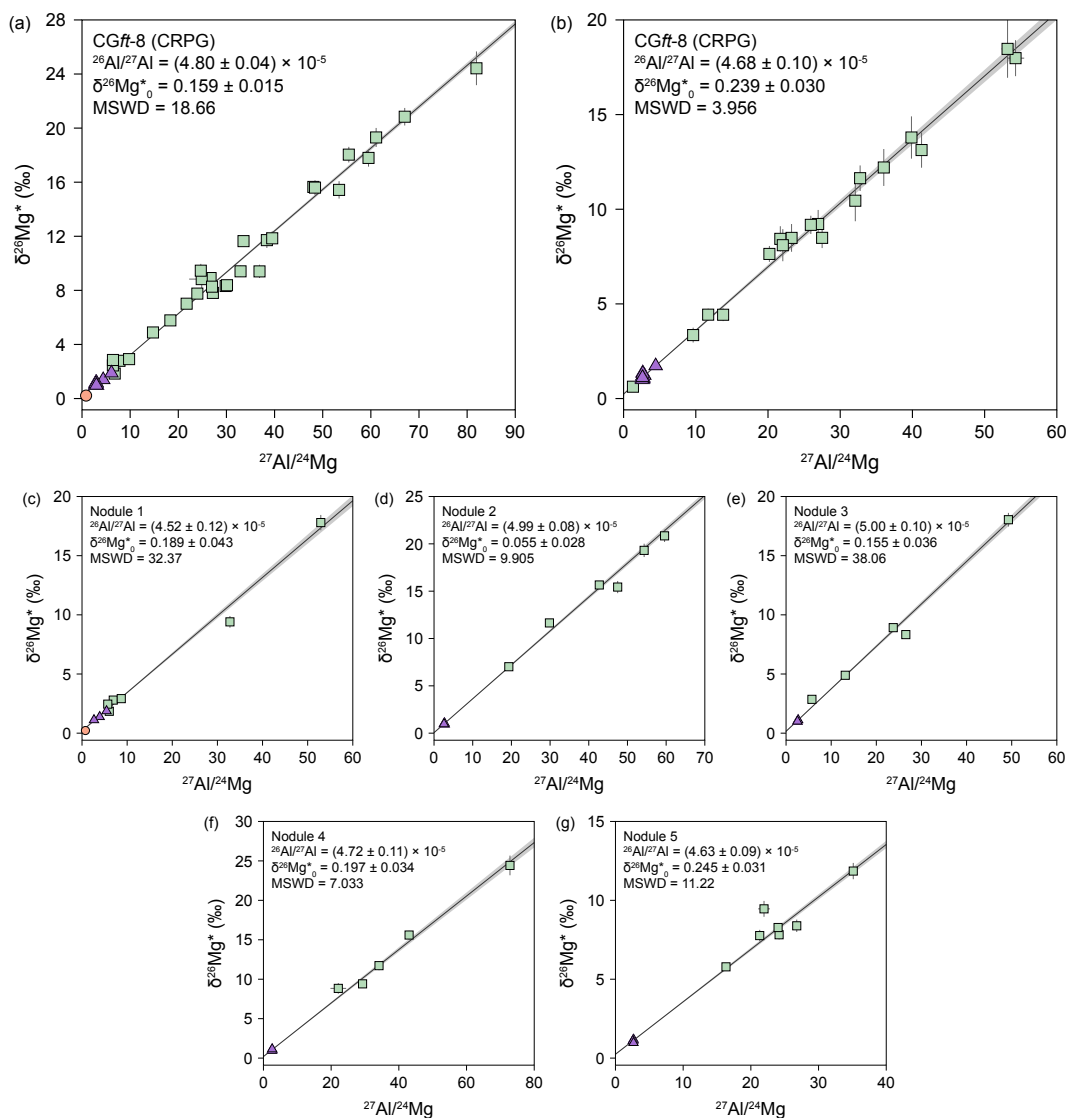 (a)
CGft-8 (CRPG)
²⁶Al/²⁷Al = (4.80 ± 0.04) × 10⁻⁵
δ²⁶Mg*₀ = 0.159 ± 0.015
MSWD = 18.66
28
24
20
16
12
8
4
0
δ²⁶Mg* (‰)
0 10 20 30 40 50 60 70 80 90
²⁷Al/²⁴Mg
(b)
CGft-8 (CRPG)
²⁶Al/²⁷Al = (4.68 ± 0.10) × 10⁻⁵
δ²⁶Mg*₀ = 0.239 ± 0.030
MSWD = 3.956
20
15
10
5
0
δ²⁶Mg* (‰)
0 10 20 30 40 50 60
²⁷Al/²⁴Mg
(c)
Nodule 1
²⁶Al/²⁷Al = (4.52 ± 0.12) × 10⁻⁵
δ²⁶Mg*₀ = 0.189 ± 0.043
MSWD = 32.37
20
15
10
5
0
δ²⁶Mg* (‰)
0 10 20 30 40 50 60
²⁷Al/²⁴Mg
(d)
Nodule 2
²⁶Al/²⁷Al = (4.99 ± 0.08) × 10⁻⁵
δ²⁶Mg*₀ = 0.055 ± 0.028
MSWD = 9.905
25
20
15
10
5
0
δ²⁶Mg* (‰)
0 10 20 30 40 50 60 70
²⁷Al/²⁴Mg
(e)
Nodule 3
²⁶Al/²⁷Al = (5.00 ± 0.10) × 10⁻⁵
δ²⁶Mg*₀ = 0.155 ± 0.036
MSWD = 38.06
20
15
10
5
0
δ²⁶Mg* (‰)
0 10 20 30 40 50 60
²⁷Al/²⁴Mg
(f)
Nodule 4
²⁶Al/²⁷Al = (4.72 ± 0.11) × 10⁻⁵
δ²⁶Mg*₀ = 0.197 ± 0.034
MSWD = 7.033
30
25
20
15
10
5
0
δ²⁶Mg* (‰)
0 20 40 60 80
²⁷Al/²⁴Mg
(g)
Nodule 5
²⁶Al/²⁷Al = (4.63 ± 0.09) × 10⁻⁵
δ²⁶Mg*₀ = 0.245 ± 0.031
MSWD = 11.22
15
10
5
0
δ²⁶Mg* (‰)
0 10 20 30 40
²⁷Al/²⁴Mg